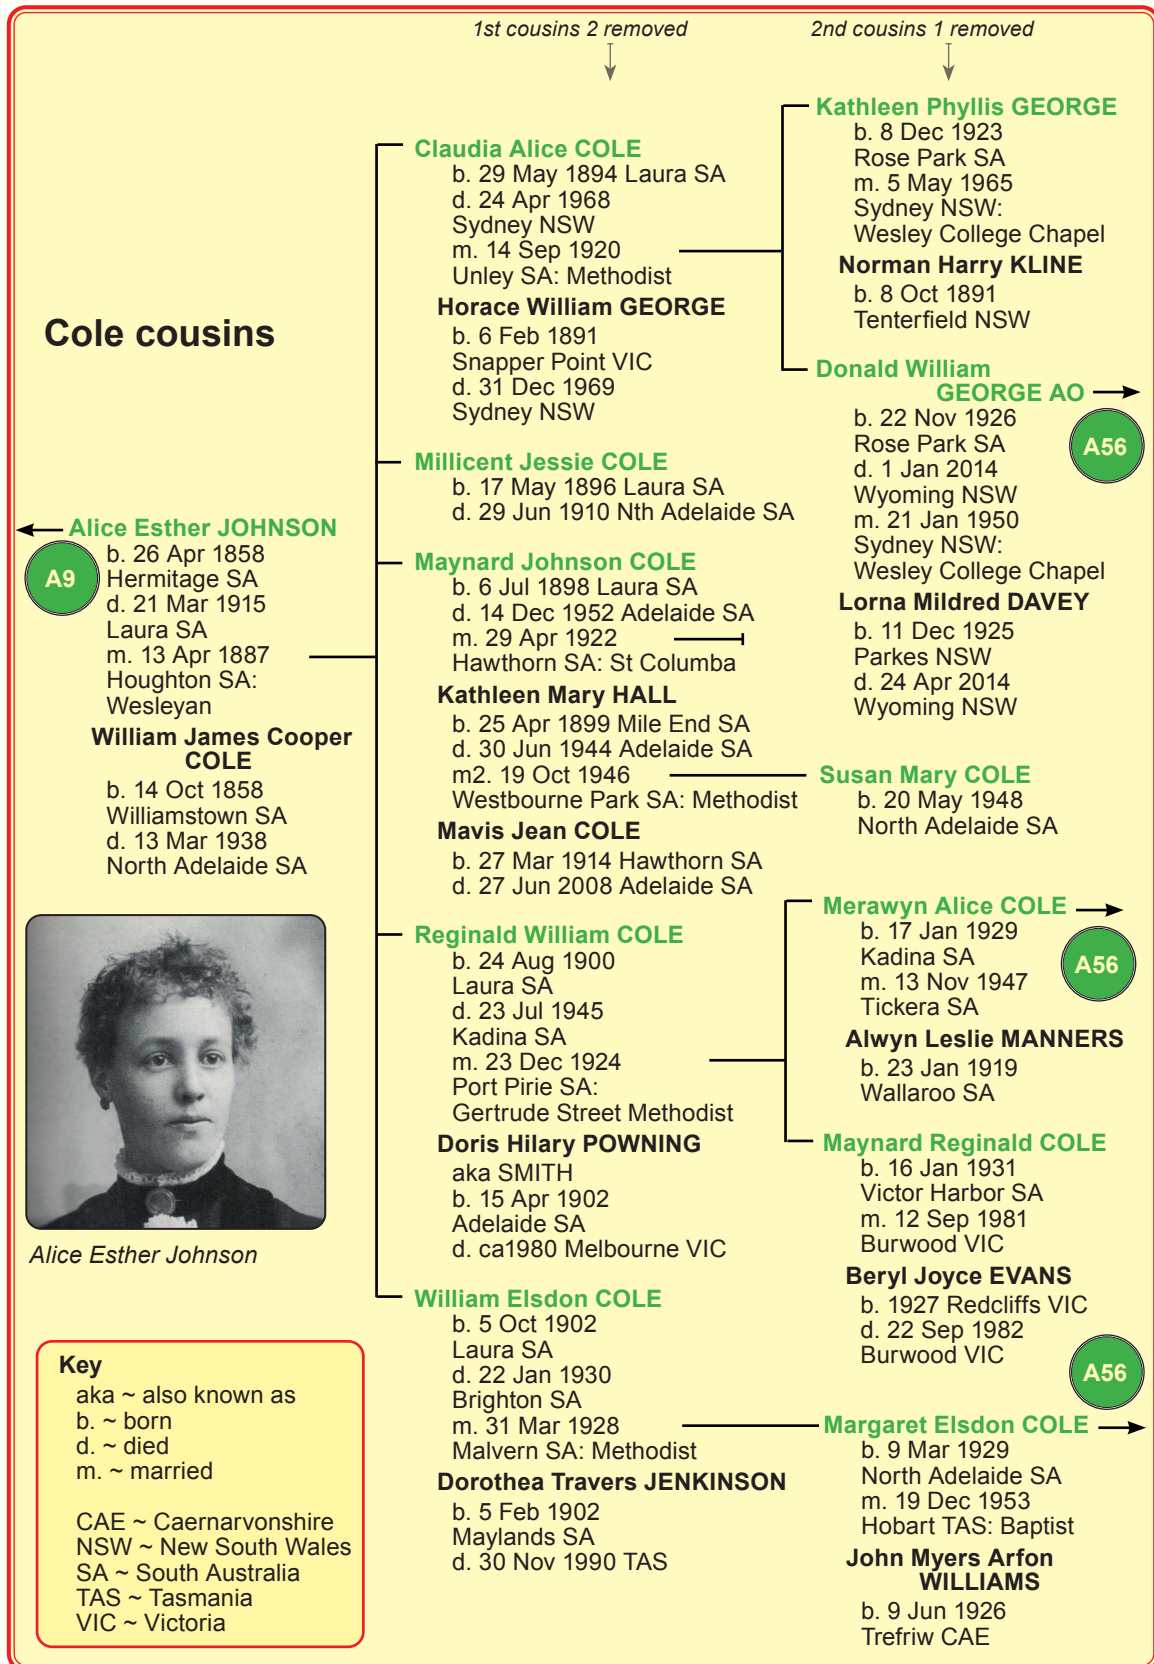 1st cousins 2 removed
2nd cousins 1 removed
Cole cousins
Alice Esther JOHNSON
A9
b. 26 Apr 1858
Hermitage SA
d. 21 Mar 1915
Laura SA
m. 13 Apr 1887
Houghton SA:
Wesleyan
William James Cooper
COLE
b. 14 Oct 1858
Williamstown SA
d. 13 Mar 1938
North Adelaide SA
Alice Esther Johnson
Key
aka ~ also known as
b. ~ born
d. ~ died
m. ~ married
CAE ~ Caernarvonshire
NSW ~ New South Wales
SA ~ South Australia
TAS ~ Tasmania
VIC ~ Victoria
Claudia Alice COLE
b. 29 May 1894 Laura SA
d. 24 Apr 1968
Sydney NSW
m. 14 Sep 1920
Unley SA: Methodist
Horace William GEORGE
b. 6 Feb 1891
Snapper Point VIC
d. 31 Dec 1969
Sydney NSW
Millicent Jessie COLE
b. 17 May 1896 Laura SA
d. 29 Jun 1910 Nth Adelaide SA
Maynard Johnson COLE
b. 6 Jul 1898 Laura SA
d. 14 Dec 1952 Adelaide SA
m. 29 Apr 1922
Hawthorn SA: St Columba
Kathleen Mary HALL
b. 25 Apr 1899 Mile End SA
d. 30 Jun 1944 Adelaide SA
m2. 19 Oct 1946
Westbourne Park SA: Methodist
Mavis Jean COLE
b. 27 Mar 1914 Hawthorn SA
d. 27 Jun 2008 Adelaide SA
Reginald William COLE
b. 24 Aug 1900
Laura SA
d. 23 Jul 1945
Kadina SA
m. 23 Dec 1924
Port Pirie SA:
Gertrude Street Methodist
Doris Hilary POWNING
aka SMITH
b. 15 Apr 1902
Adelaide SA
d. ca1980 Melbourne VIC
William Elsdon COLE
b. 5 Oct 1902
Laura SA
d. 22 Jan 1930
Brighton SA
m. 31 Mar 1928
Malvern SA: Methodist
Dorothea Travers JENKINSON
b. 5 Feb 1902
Maylands SA
d. 30 Nov 1990 TAS
Kathleen Phyllis GEORGE
b. 8 Dec 1923
Rose Park SA
m. 5 May 1965
Sydney NSW:
Wesley College Chapel
Norman Harry KLINE
b. 8 Oct 1891
Tenterfield NSW
Donald William
GEORGE AO
A56
b. 22 Nov 1926
Rose Park SA
d. 1 Jan 2014
Wyoming NSW
m. 21 Jan 1950
Sydney NSW:
Wesley College Chapel
Lorna Mildred DAVEY
b. 11 Dec 1925
Parkes NSW
d. 24 Apr 2014
Wyoming NSW
Susan Mary COLE
b. 20 May 1948
North Adelaide SA
Merawyn Alice COLE
A56
b. 17 Jan 1929
Kadina SA
m. 13 Nov 1947
Tickera SA
Alwyn Leslie MANNERS
b. 23 Jan 1919
Wallaroo SA
Maynard Reginald COLE
b. 16 Jan 1931
Victor Harbor SA
m. 12 Sep 1981
Burwood VIC
Beryl Joyce EVANS
b. 1927 Redcliffs VIC
d. 22 Sep 1982
Burwood VIC
A56
Margaret Elsdon COLE
b. 9 Mar 1929
North Adelaide SA
m. 19 Dec 1953
Hobart TAS: Baptist
John Myers Arfon
WILLIAMS
b. 9 Jun 1926
Trefriw CAE